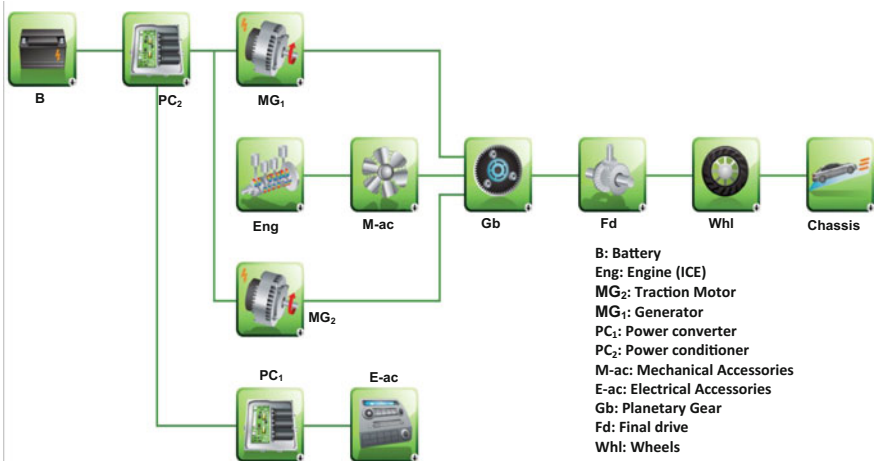 B
PC₂
MG₁
Eng
M-ac
Gb
Fd
Whl
Chassis
MG₂
PC₁
E-ac
B: Battery
Eng: Engine (ICE)
MG₂: Traction Motor
MG₁: Generator
PC₁: Power converter
PC₂: Power conditioner
M-ac: Mechanical Accessories
E-ac: Electrical Accessories
Gb: Planetary Gear
Fd: Final drive
Whl: Wheels